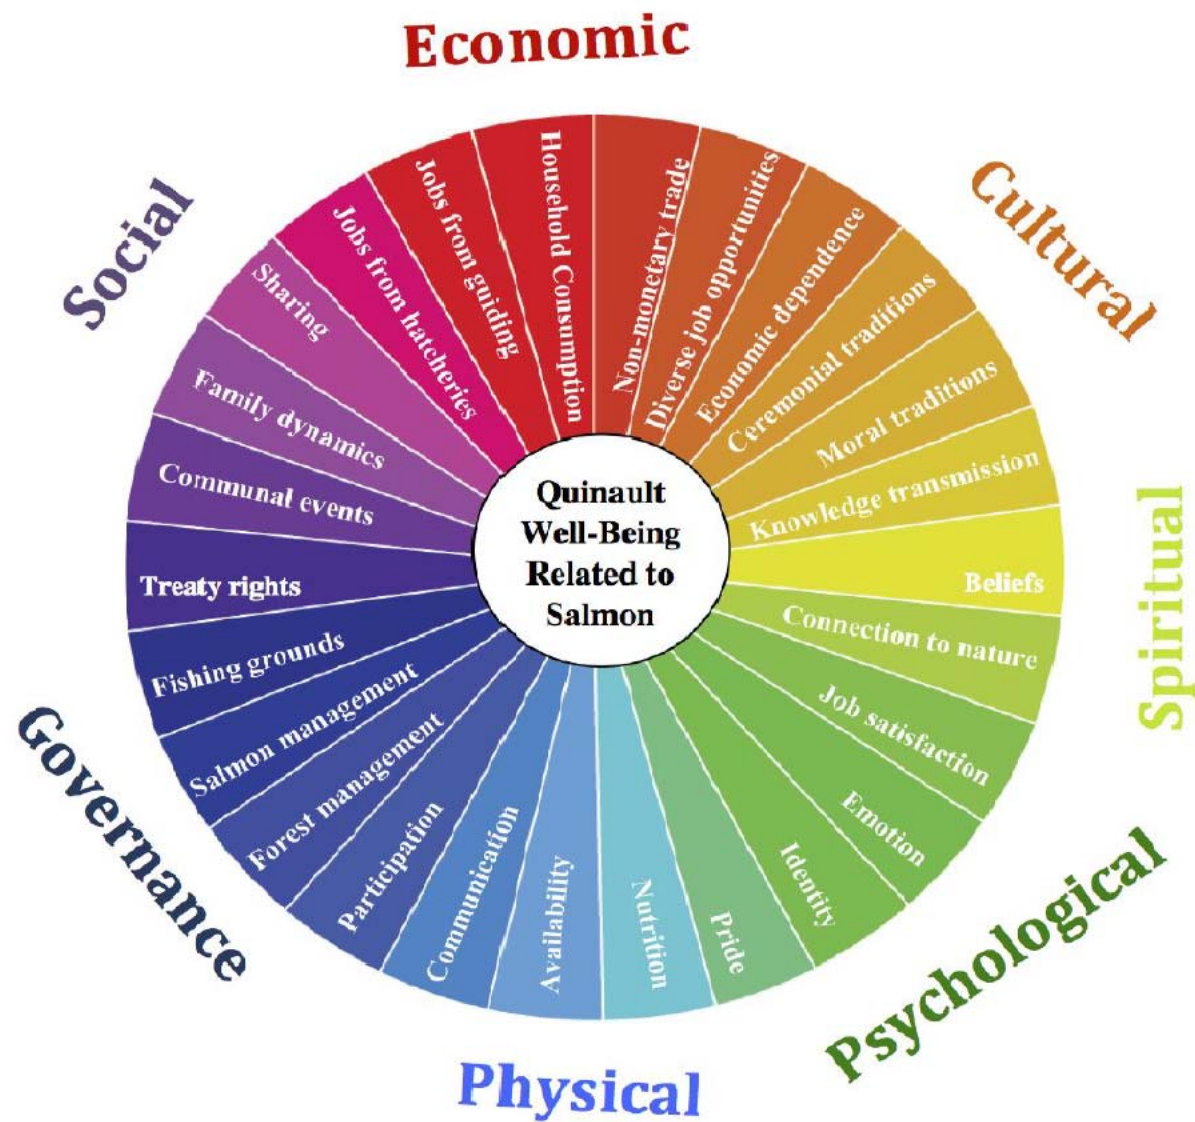 Economic
Cultural
Spiritual
Psychological
Physical
Governance
Social
Household Consumption
Non-monetary trade
Diverse job opportunities
Economic dependence
Ceremonial traditions
Moral traditions
Knowledge transmission
Beliefs
Connection to nature
Job satisfaction
Emotion
Identity
Pride
Nutrition
Availability
Communication
Participation
Forest management
Salmon management
Fishing grounds
Treaty rights
Communal events
Family dynamics
Sharing
Jobs from hatcheries
Jobs from guiding
Quinault
Well-Being
Related to
Salmon